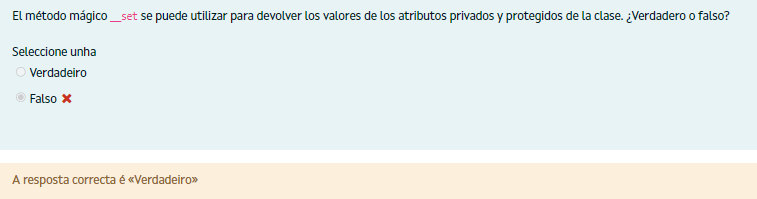 El método mágico __set se puede utilizar para devolver los valores de los atributos privados y protegidos de la clase. ¿Verdadero o falso?
Seleccione unha
Verdadeiro
Falso
A resposta correcta é «Verdadeiro»